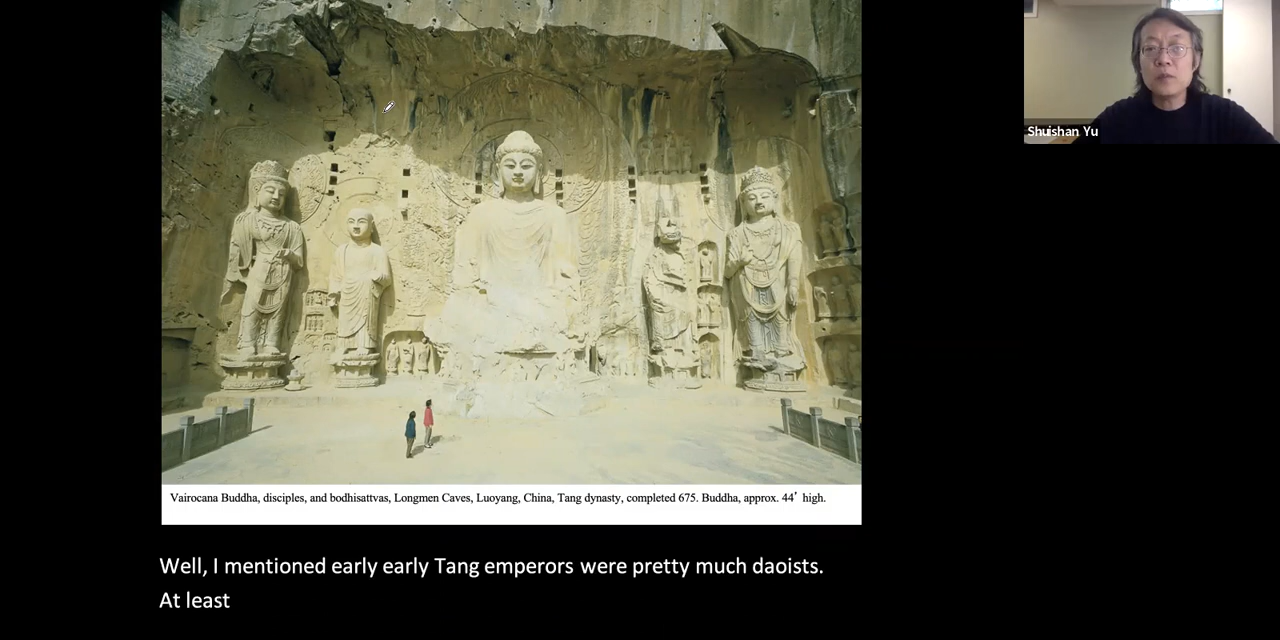 Shuishan Yu
Vairocana Buddha, disciples, and bodhisattvas, Longmen Caves, Luoyang, China, Tang dynasty, completed 675. Buddha, approx. 44′ high.
Well, I mentioned early early Tang emperors were pretty much daoists.
At least